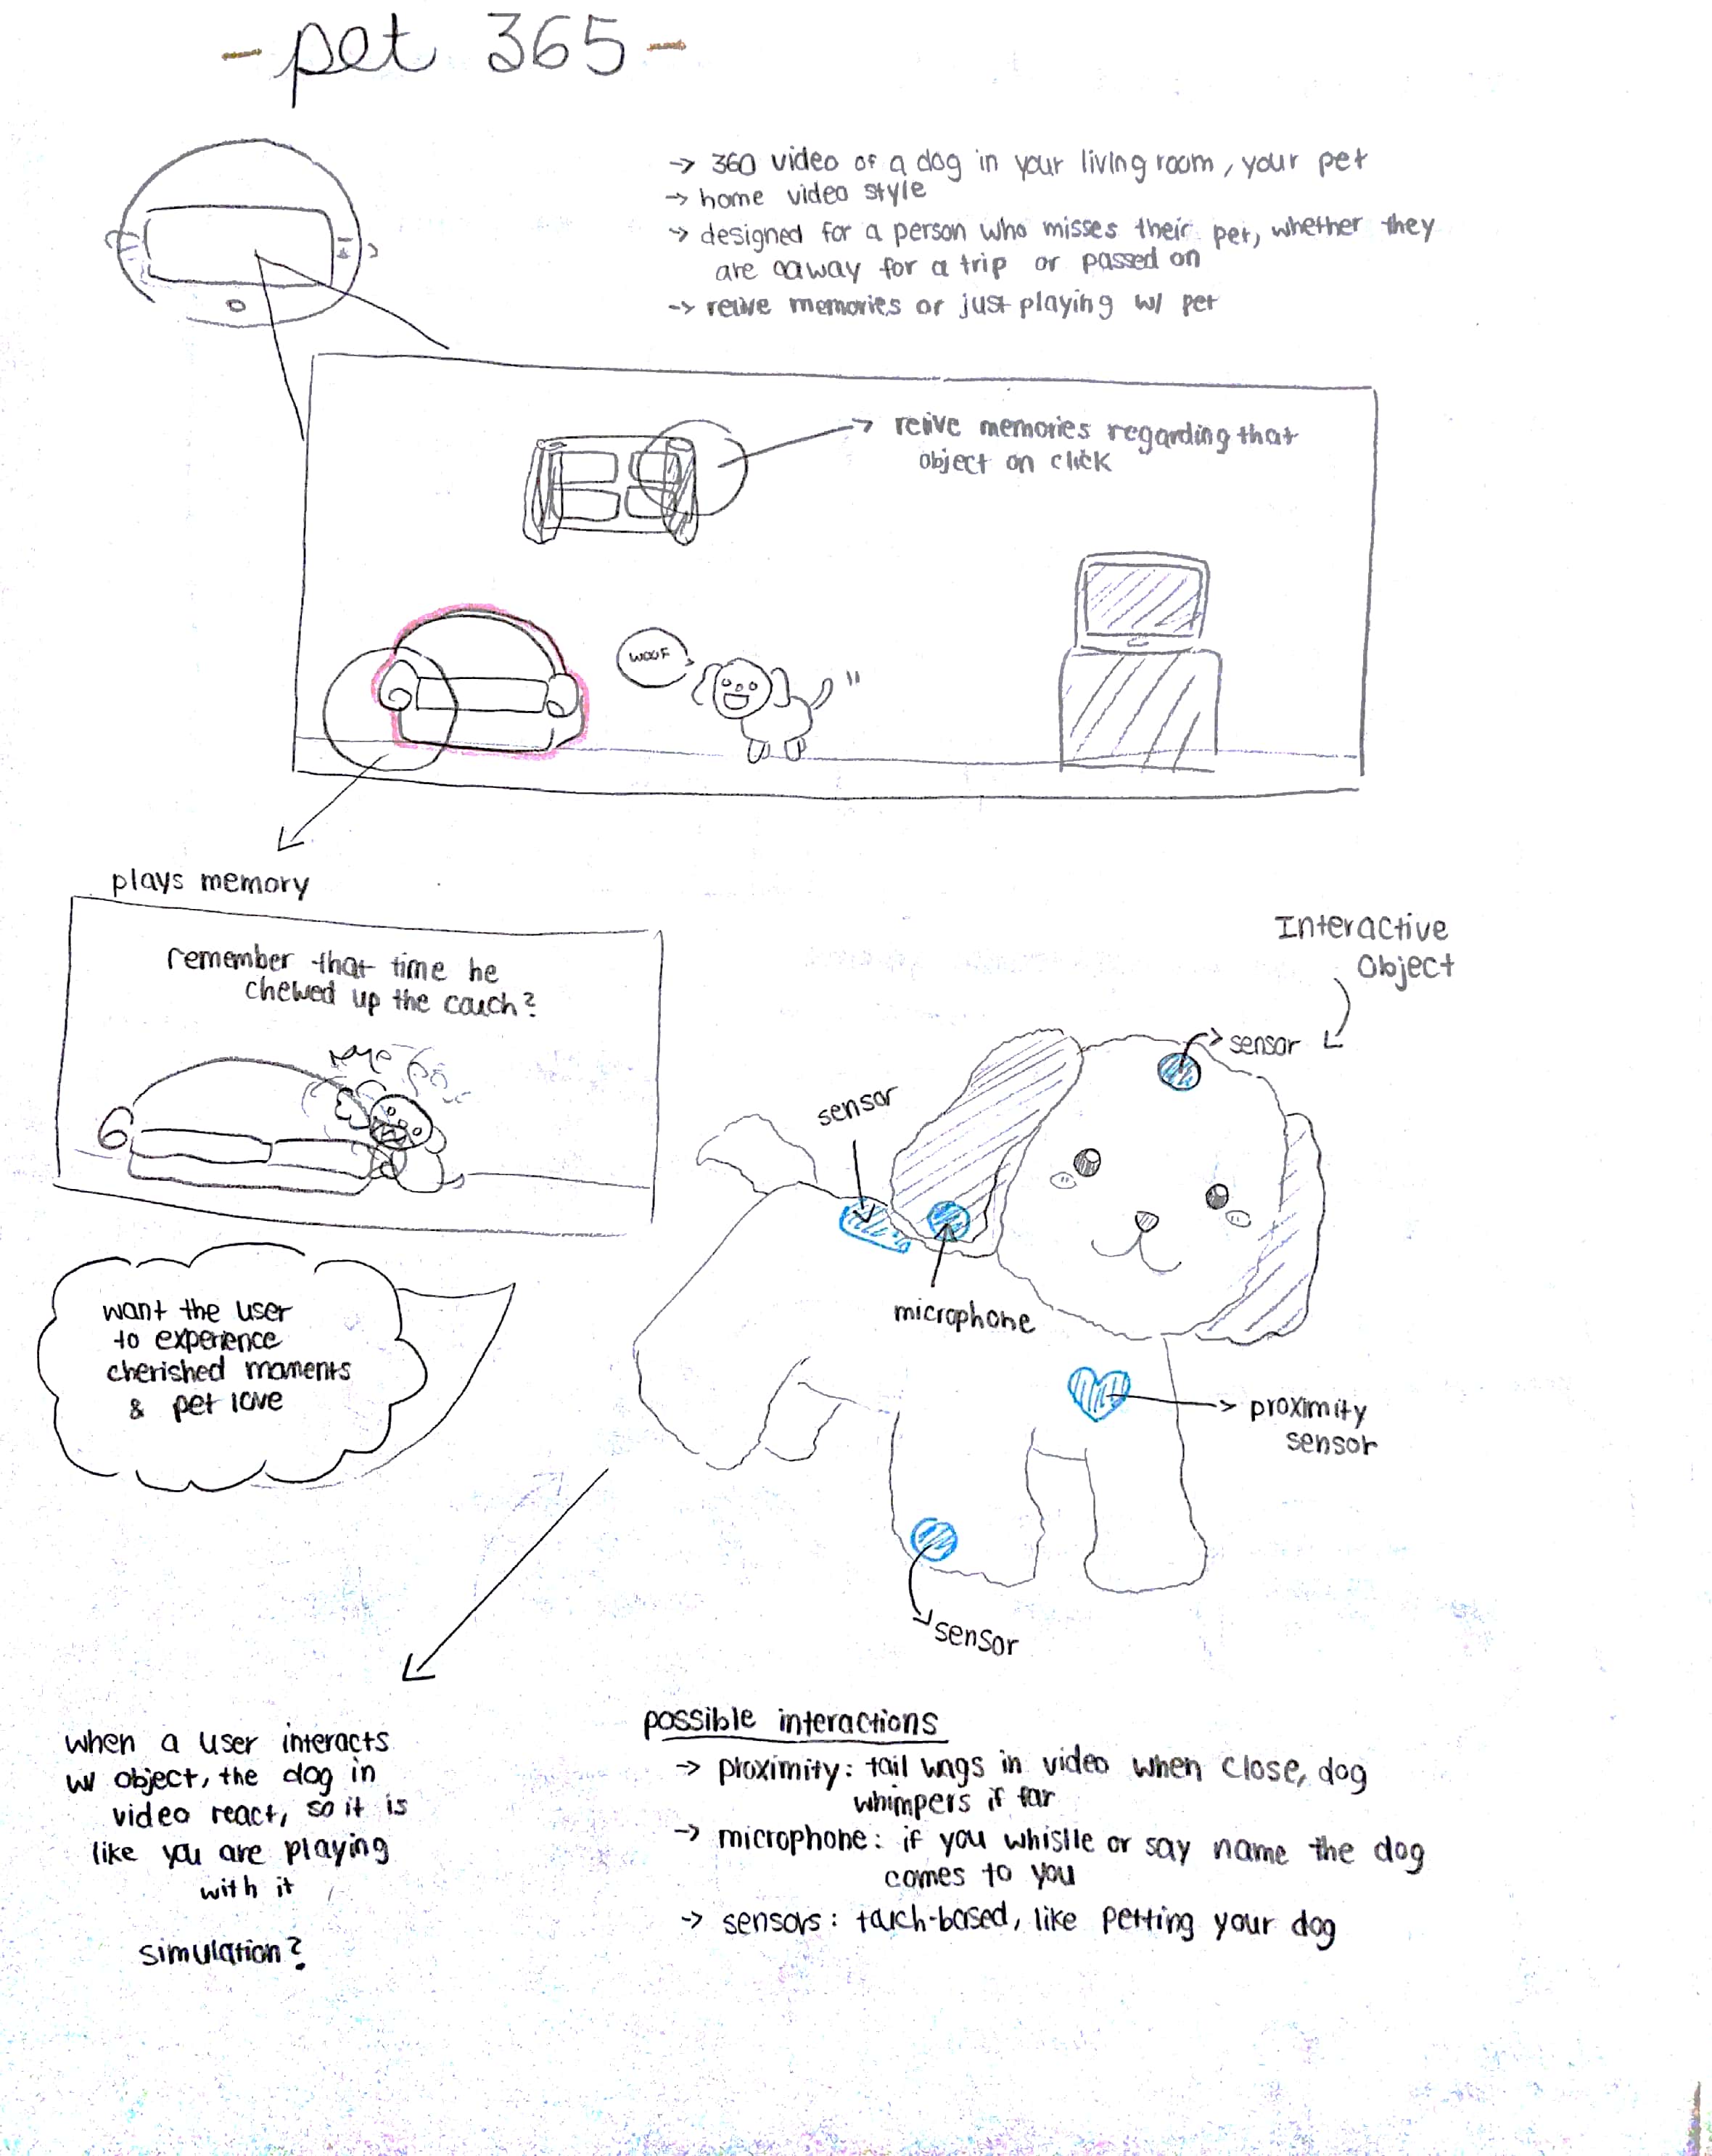 - pet 365 -
-> 360 video of a dog in your living room, your pet
-> home video style
-> designed for a person who misses their pet, whether they
are away for a trip or passed on
-> relive memories or just playing w/ pet
-> relive memories regarding that
object on click
WOOF
plays memory
remember that time he
chewed up the couch?
Interactive
Object
sensor
sensor
microphone
want the user
to experience
cherished moments
& pet love
proximity
sensor
sensor
when a user interacts
w/ object, the dog in
video react, so it is
like you are playing
with it
simulation?
possible interactions
-> proximity: tail wags in video when close, dog
whimpers if far
-> microphone: if you whistle or say name the dog
comes to you
-> sensors: touch-based, like petting your dog